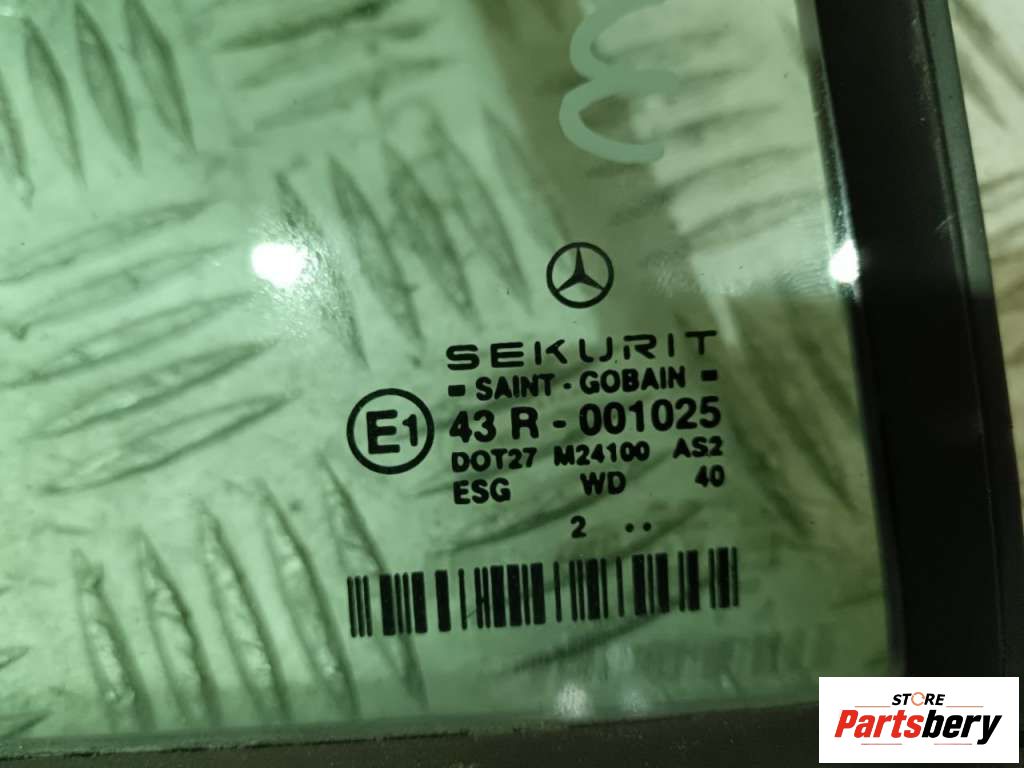 SEKURIT
SAINT - GOBAIN
E1
43 R - 001025
DOT27 M24100 AS2
ESG WD 40
2 ..
STORE
Partsbery